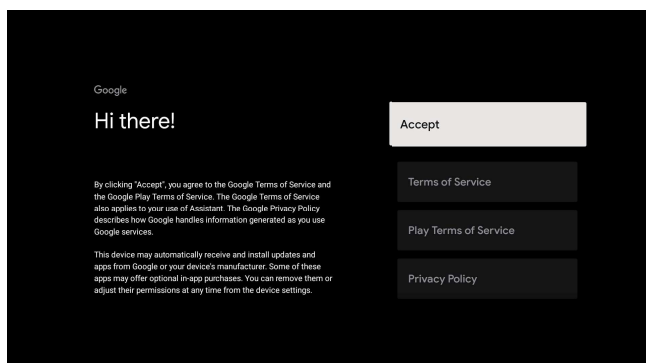 Google
Hi there!
By clicking "Accept", you agree to the Google Terms of Service and
the Google Play Terms of Service. The Google Terms of Service
also applies to your use of Assistant. The Google Privacy Policy
describes how Google handles information generated as you use
Google services.
This device may automatically receive and install updates and
apps from Google or your device's manufacturer. Some of these
apps may offer optional in-app purchases. You can remove them or
adjust their permissions at any time from the device settings.
Accept
Terms of Service
Play Terms of Service
Privacy Policy